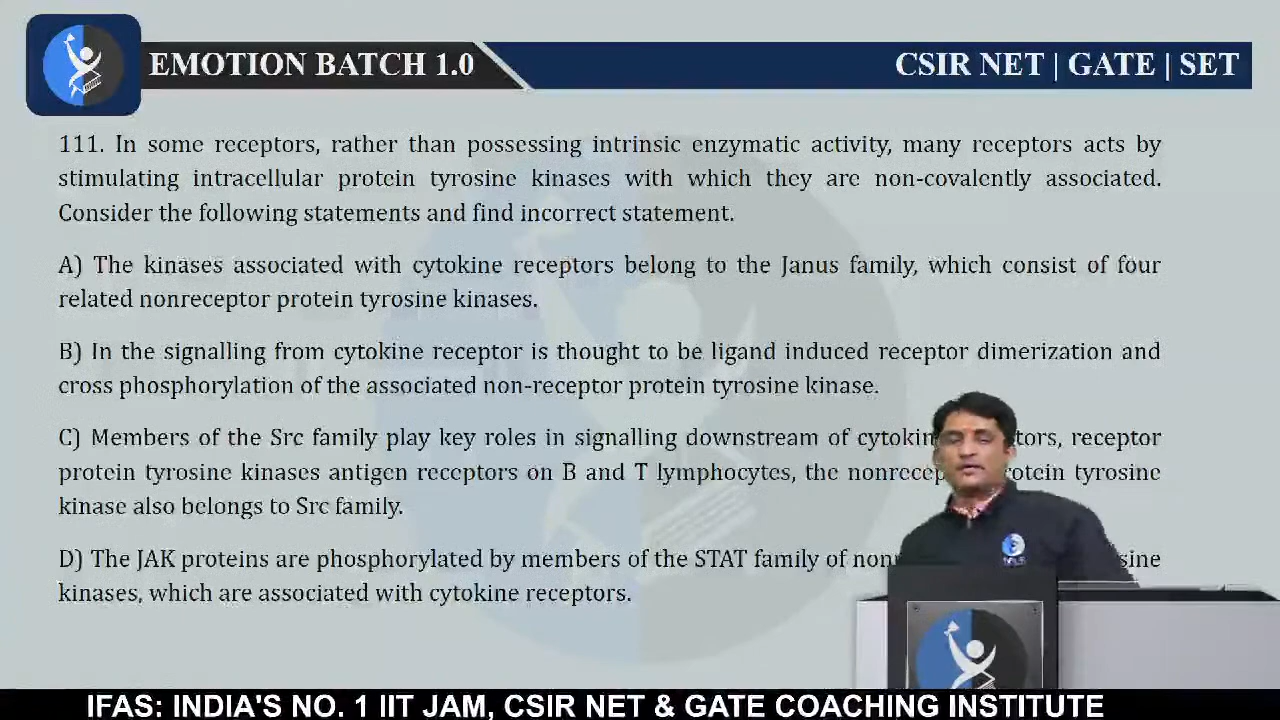 EMOTION BATCH 1.0
CSIR NET | GATE | SET
111. In some receptors, rather than possessing intrinsic enzymatic activity, many receptors acts by
stimulating intracellular protein tyrosine kinases with which they are non-covalently associated.
Consider the following statements and find incorrect statement.
A) The kinases associated with cytokine receptors belong to the Janus family, which consist of four
related nonreceptor protein tyrosine kinases.
B) In the signalling from cytokine receptor is thought to be ligand induced receptor dimerization and
cross phosphorylation of the associated non-receptor protein tyrosine kinase.
C) Members of the Src family play key roles in signalling downstream of receptor
protein tyrosine kinases antigen receptors on B and T lymphocytes, the tyrosine
kinase also belongs to Src family.
D) The JAK proteins are phosphorylated by members of the STAT family of
kinases, which are associated with cytokine receptors.
IFAS: INDIA'S NO. 1 IIT JAM, CSIR NET & GATE COACHING INSTITUTE